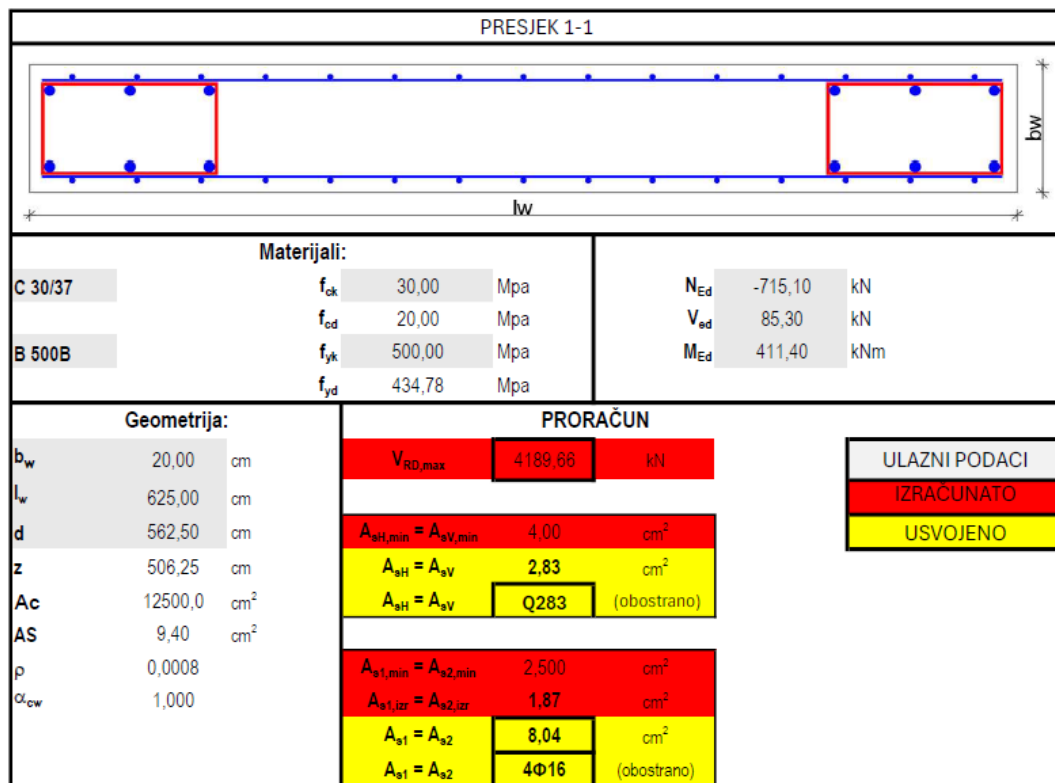 PRESJEK 1-1
bw
lw
Materijali:
C 30/37 fck 30,00 Mpa NEd -715,10 kN
fcd 20,00 Mpa Ved 85,30 kN
B 500B fyk 500,00 Mpa MEd 411,40 kNm
fyd 434,78 Mpa
Geometrija: PRORAČUN
bw 20,00 cm VRD,max 4189,66 kN ULAZNI PODACI
lw 625,00 cm IZRAČUNATO
d 562,50 cm AsH,min = AsV,min 4,00 cm² USVOJENO
z 506,25 cm AsH = AsV 2,83 cm²
Ac 12500,0 cm² AsH = AsV Q283 (obostrano)
AS 9,40 cm²
ρ 0,0008 As1,min = As2,min 2,500 cm²
αcw 1,000 As1,izr = As2,izr 1,87 cm²
As1 = As2 8,04 cm²
As1 = As2 4Φ16 (obostrano)